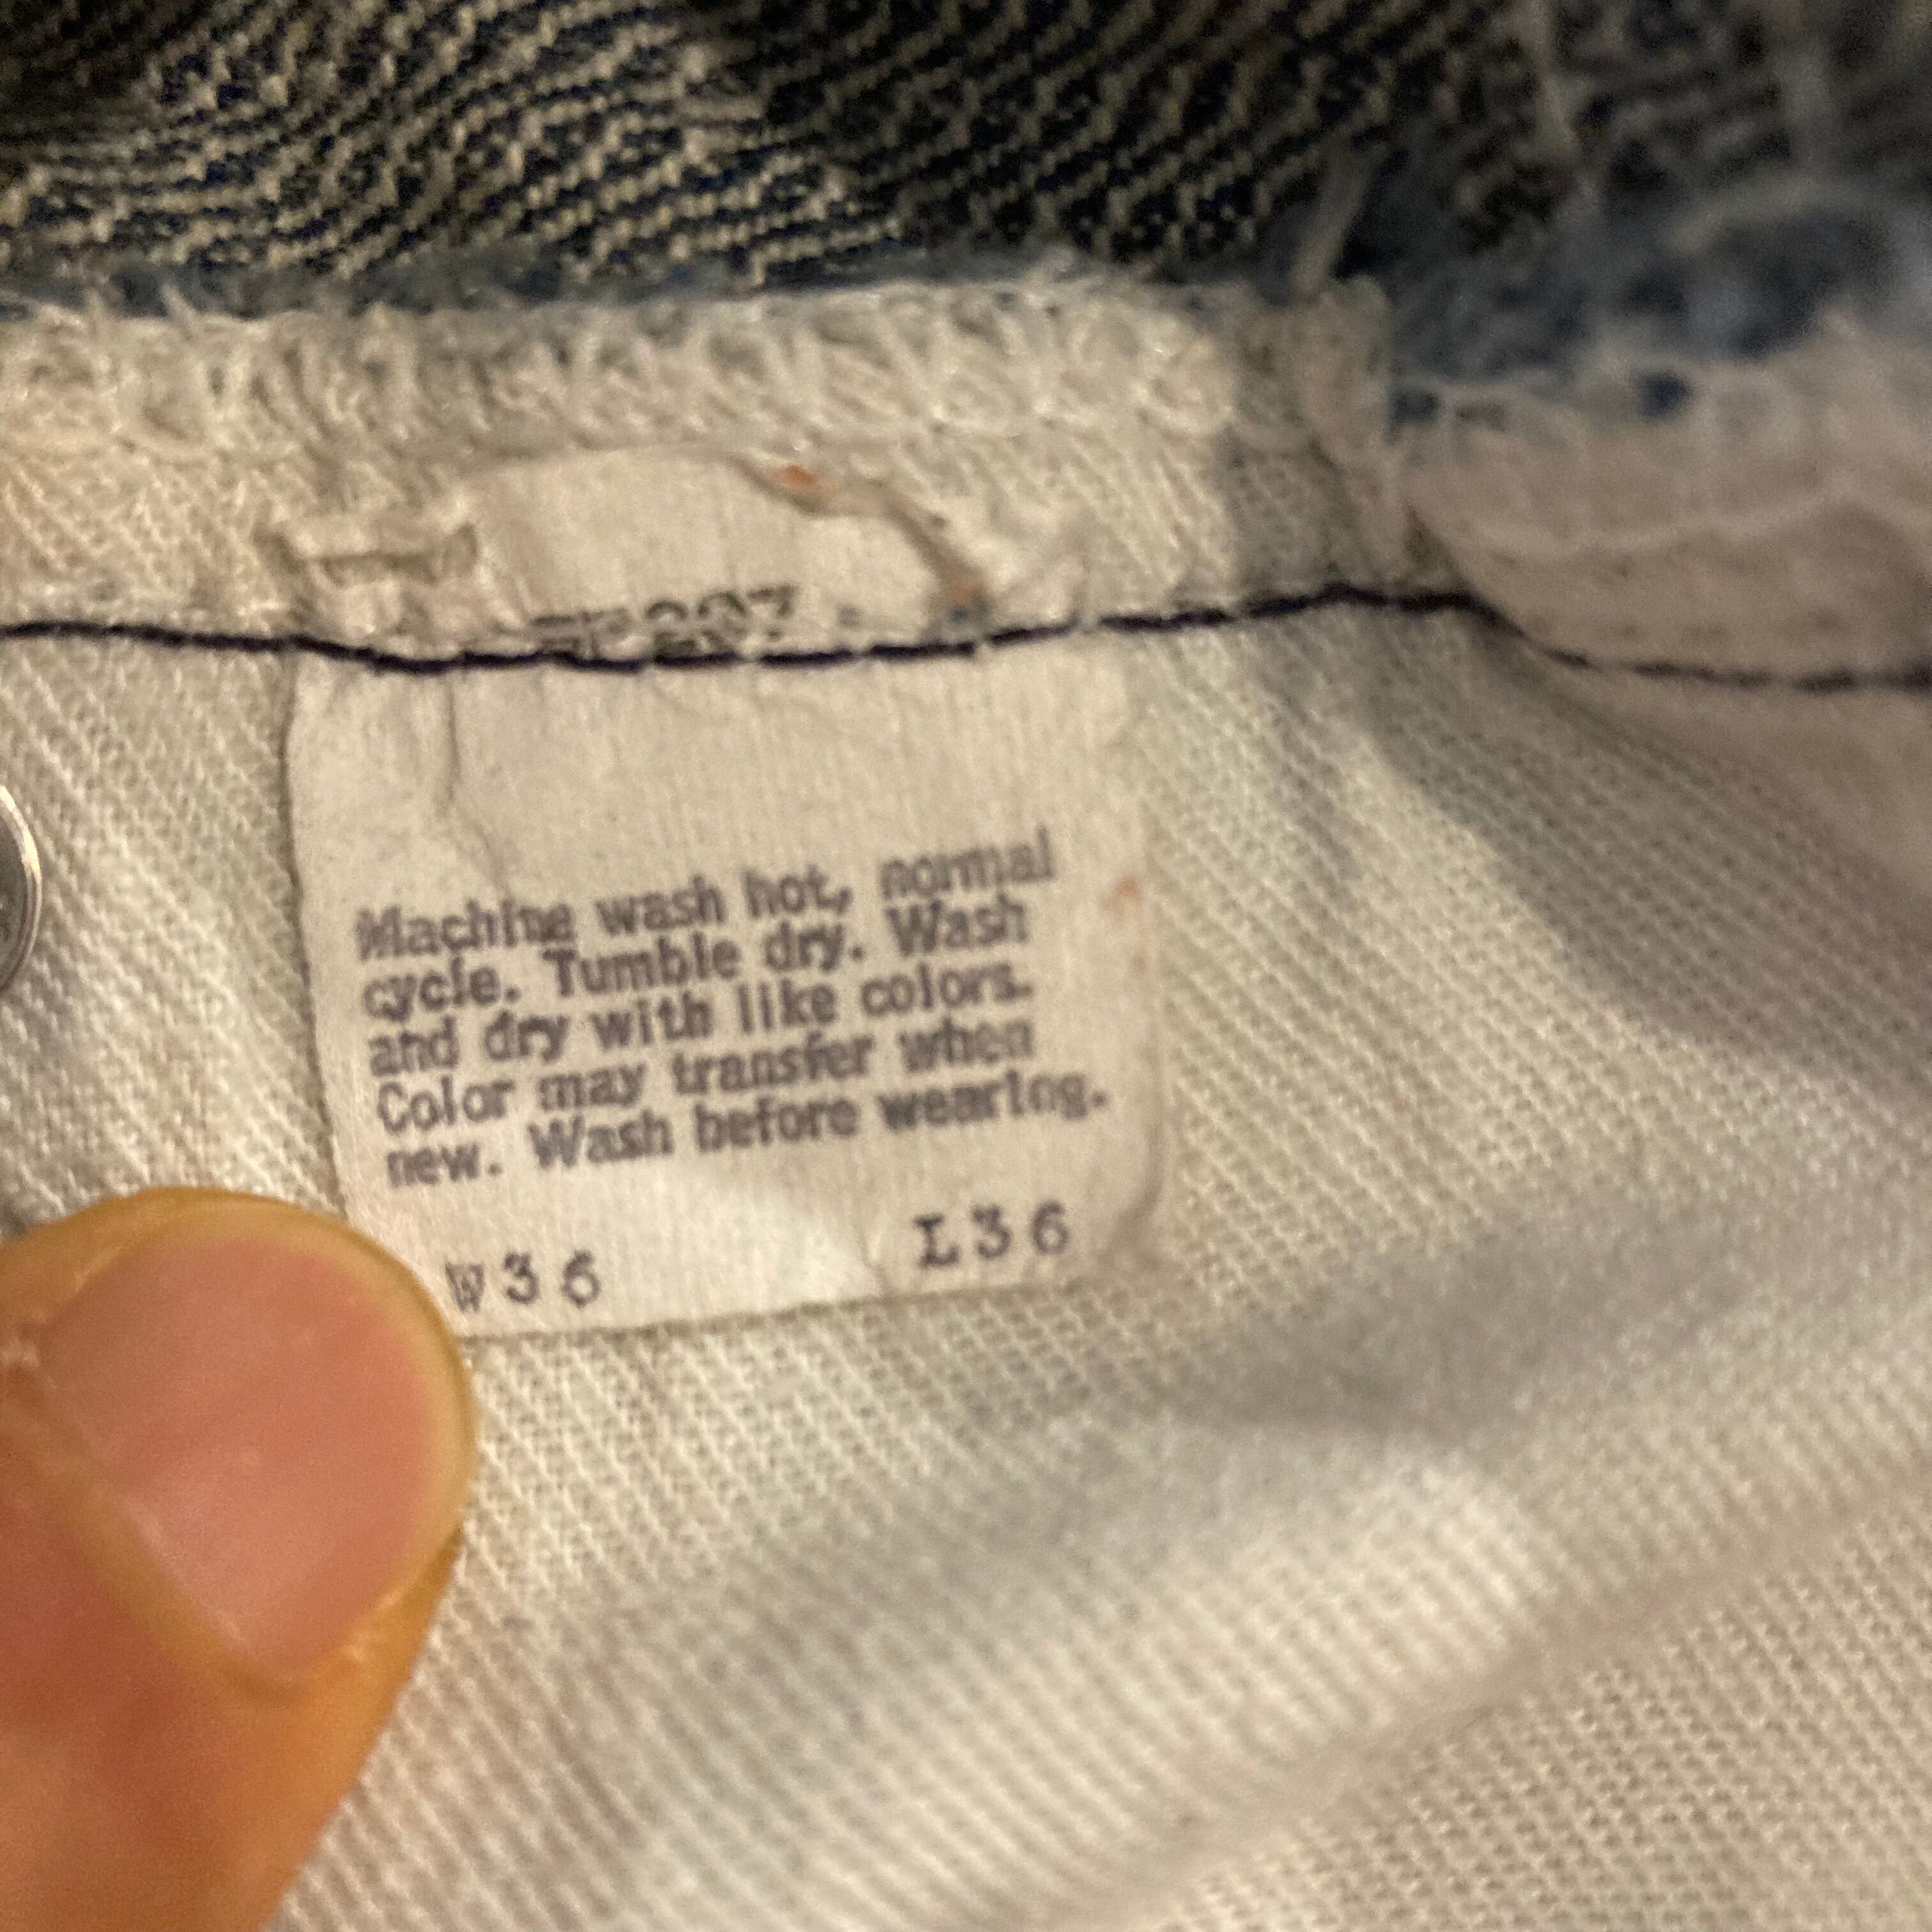 Machine wash hot, normal
cycle. Tumble dry. Wash
and dry with like colors.
Color may transfer when
new. Wash before wearing.
W36 L36